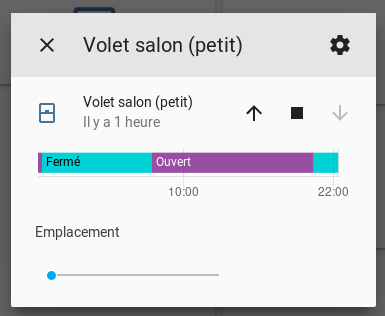 Volet salon (petit)
Volet salon (petit)
Il y a 1 heure
Fermé Ouvert
10:00 22:00
Emplacement